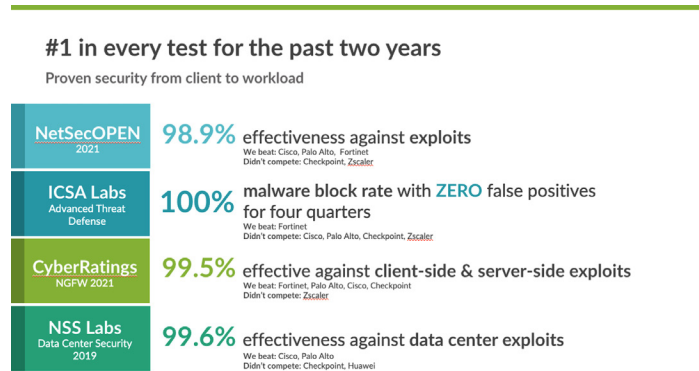 #1 in every test for the past two years
Proven security from client to workload
NetSecOPEN
2021
98.9% effectiveness against exploits
We beat: Cisco, Palo Alto, Fortinet
Didn't compete: Checkpoint, Zscaler
ICSA Labs
Advanced Threat
Defense
100% malware block rate with ZERO false positives
for four quarters
We beat: Fortinet
Didn't compete: Cisco, Palo Alto, Checkpoint, Zscaler
CyberRatings
NGFW 2021
99.5% effective against client-side & server-side exploits
We beat: Fortinet, Palo Alto, Cisco, Checkpoint
Didn't compete: Zscaler
NSS Labs
Data Center Security
2019
99.6% effectiveness against data center exploits
We beat: Cisco, Palo Alto
Didn't compete: Checkpoint, Huawei